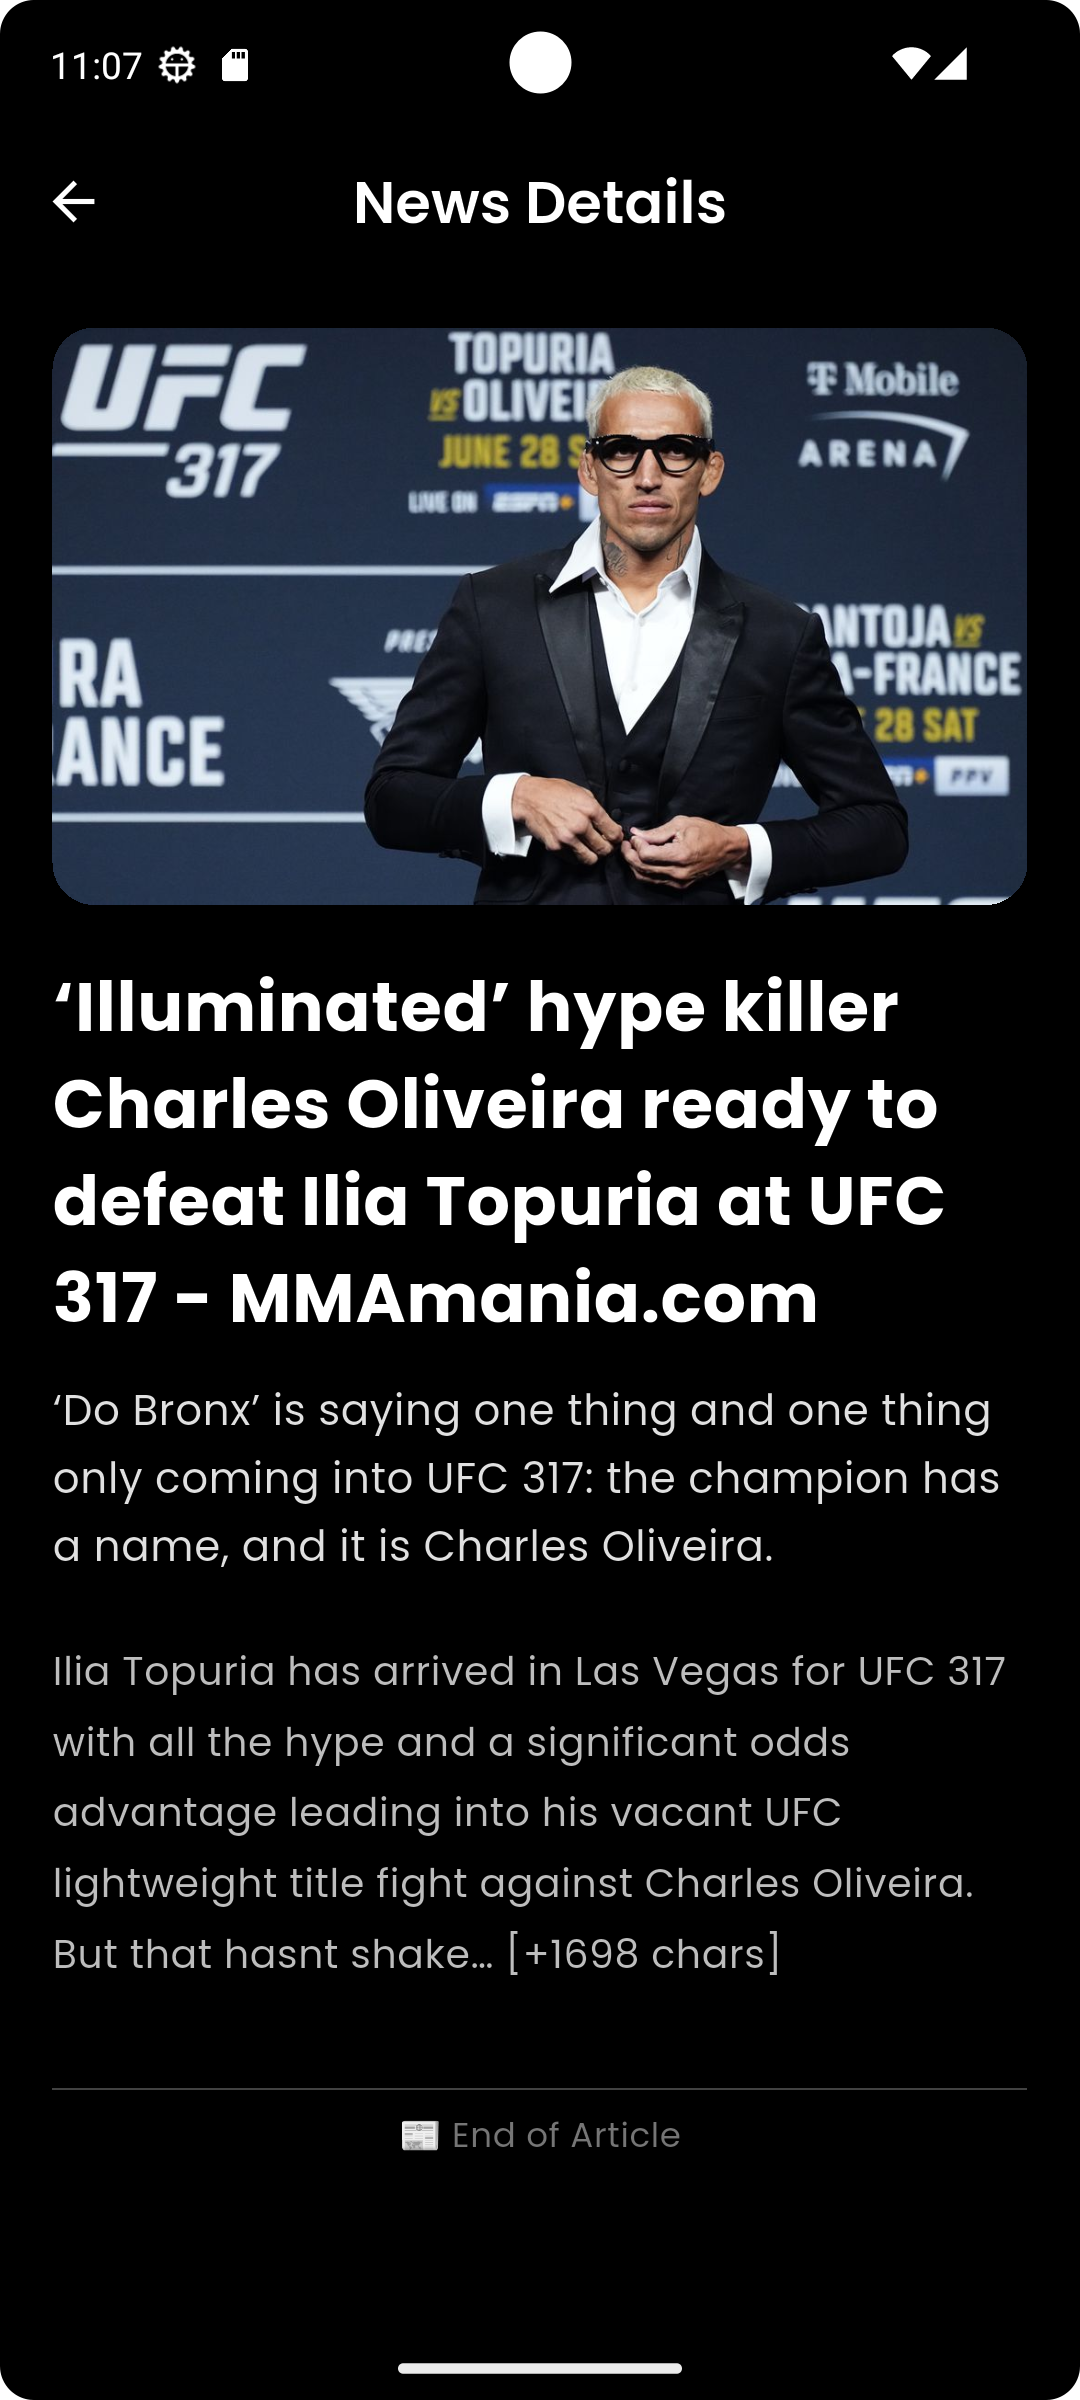 11:07
News Details
UFC
317
TOPURIA
VS OLIVEI
JUNE 28 S
LIVE ON ESPN+
T Mobile
ARENA
RA
ANCE
PRES
ANTOJA VS
A-FRANCE
28 SAT
PPV
‘Illuminated’ hype killer
Charles Oliveira ready to
defeat Ilia Topuria at UFC
317 - MMAmania.com
‘Do Bronx’ is saying one thing and one thing
only coming into UFC 317: the champion has
a name, and it is Charles Oliveira.
Ilia Topuria has arrived in Las Vegas for UFC 317
with all the hype and a significant odds
advantage leading into his vacant UFC
lightweight title fight against Charles Oliveira.
But that hasnt shake… [+1698 chars]
End of Article